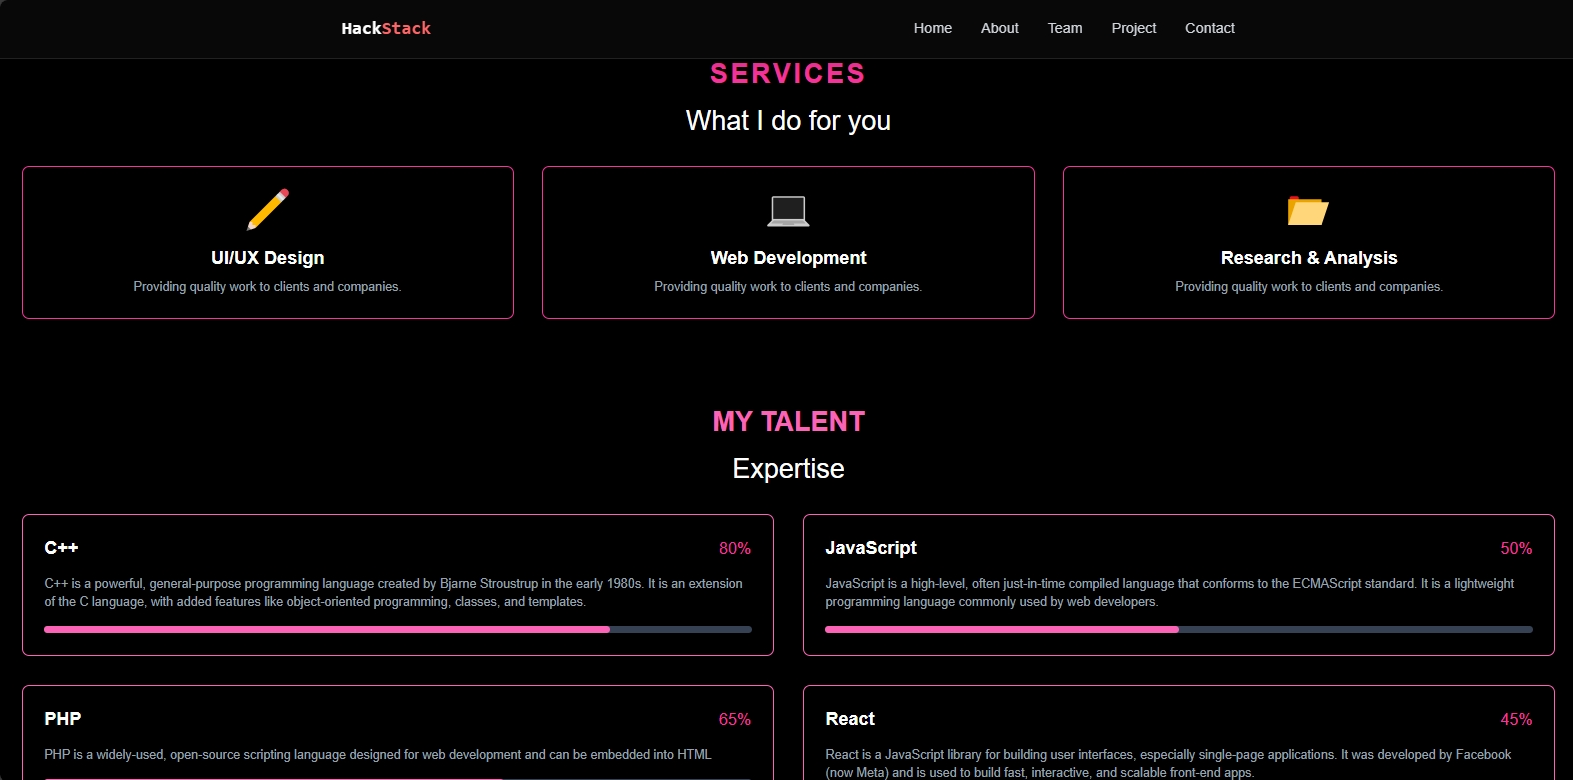 HackStack
Home About Team Project Contact
SERVICES
What I do for you
UI/UX Design
Providing quality work to clients and companies.
Web Development
Providing quality work to clients and companies.
Research & Analysis
Providing quality work to clients and companies.
MY TALENT
Expertise
C++
80%
C++ is a powerful, general-purpose programming language created by Bjarne Stroustrup in the early 1980s. It is an extension
of the C language, with added features like object-oriented programming, classes, and templates.
JavaScript
50%
JavaScript is a high-level, often just-in-time compiled language that conforms to the ECMAScript standard. It is a lightweight
programming language commonly used by web developers.
PHP
65%
PHP is a widely-used, open-source scripting language designed for web development and can be embedded into HTML
React
45%
React is a JavaScript library for building user interfaces, especially single-page applications. It was developed by Facebook
(now Meta) and is used to build fast, interactive, and scalable front-end apps.